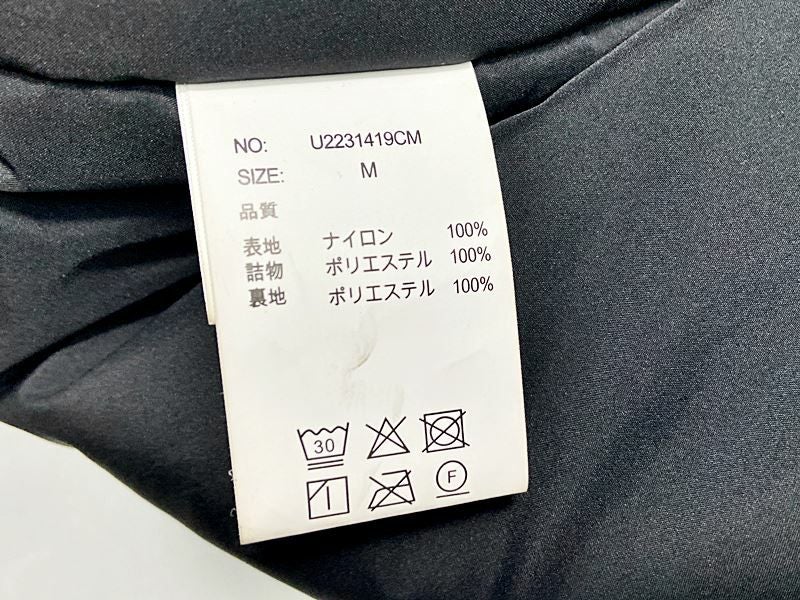 NO: U2231419CM
SIZE: M
品質
表地 ナイロン 100%
詰物 ポリエステル 100%
裏地 ポリエステル 100%
30
F